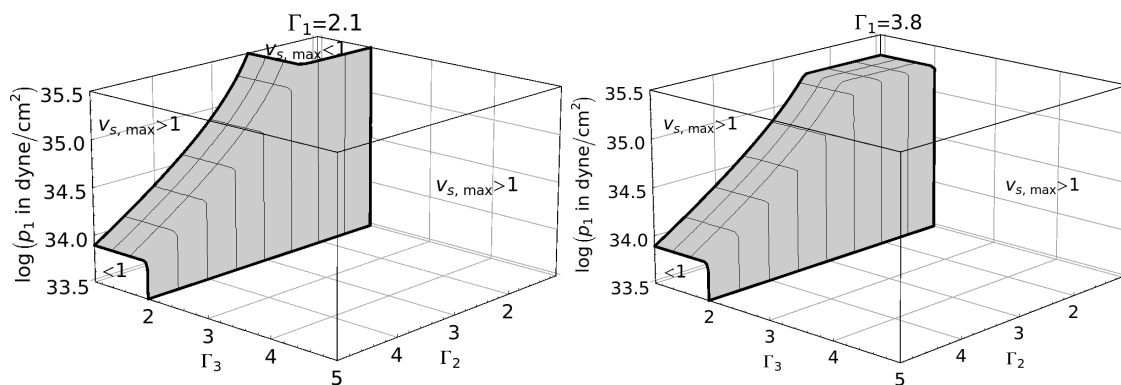 Γ1=2.1
vs, max<1
35.5
vs, max>1
35.0
34.5
vs, max>1
34.0
<1
33.5
log(p1 in dyne/cm²)
2
3
4
5
Γ3
2
3
4
Γ2
Γ1=3.8
35.5
vs, max>1
35.0
34.5
vs, max>1
34.0
<1
33.5
log(p1 in dyne/cm²)
2
3
4
5
Γ3
2
3
4
Γ2